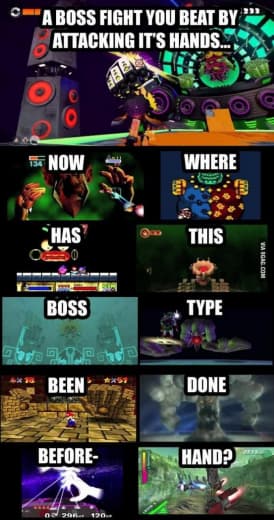 A BOSS FIGHT YOU BEAT BY
ATTACKING IT'S HANDS...
NOW
WHERE
134
HAS
THIS
VIA 9GAG.COM
BOSS
TYPE
BEEN
DONE
BEFORE-
HAND?